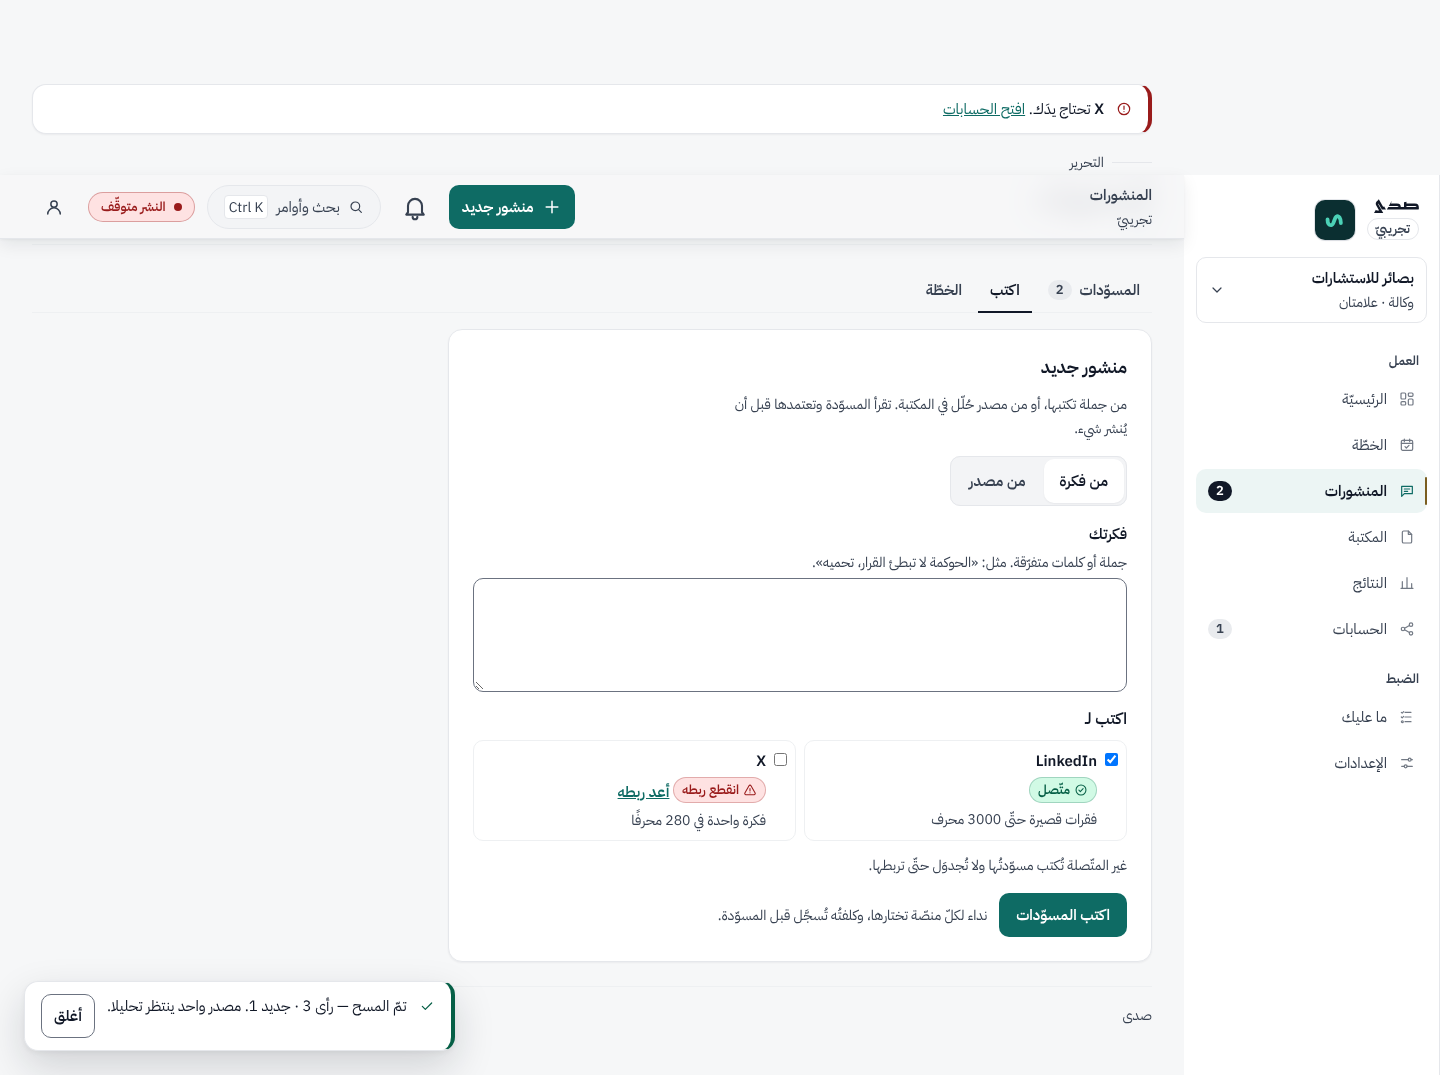 X تحتاج يدَك. افتح الحسابات
التحرير
المنشورات
تجريبيّ
منشور جديد
بحث وأوامر
Ctrl K
النشر متوقّف
صدى
تجريبيّ
بصائر للاستشارات
وكالة · علامتان
العمل
الرئيسيّة
الخطّة
المنشورات 2
المكتبة
النتائج
الحسابات 1
الضبط
ما عليك
الإعدادات
المسوّدات 2
اكتب
الخطّة
منشور جديد
من جملة تكتبها، أو من مصدر حُلّل في المكتبة. تقرأ المسوّدة وتعتمدها قبل أن
يُنشر شيء.
من فكرة
من مصدر
فكرتك
جملة أو كلمات متفرّقة. مثل: «الحوكمة لا تبطئ القرار، تحميه».
اكتب لـ
LinkedIn
متّصل
فقرات قصيرة حتّى 3000 محرف
X
انقطع ربطه أعد ربطه
فكرة واحدة في 280 محرفًا
غير المتّصلة تُكتب مسوّدتُها ولا تُجدوَل حتّى تربطها.
اكتب المسوّدات
نداء لكلّ منصّة تختارها، وكلفتُه تُسجَّل قبل المسوّدة.
تمّ المسح — رأى 3 · جديد 1. مصدر واحد ينتظر تحليلا.
أغلق
صدى